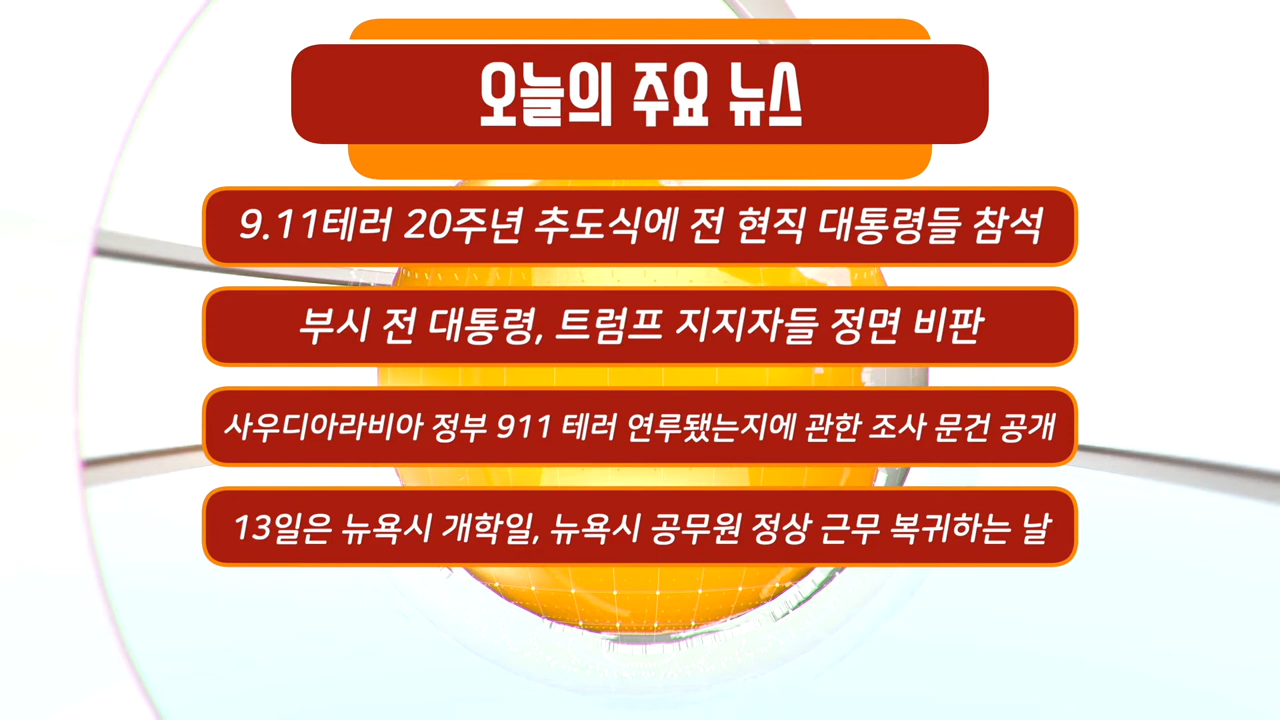 오늘의 주요 뉴스
9.11테러 20주년 추도식에 전 현직 대통령들 참석
부시 전 대통령, 트럼프 지지자들 정면 비판
사우디아라비아 정부 911 테러 연루됐는지에 관한 조사 문건 공개
13일은 뉴욕시 개학일, 뉴욕시 공무원 정상 근무 복귀하는 날